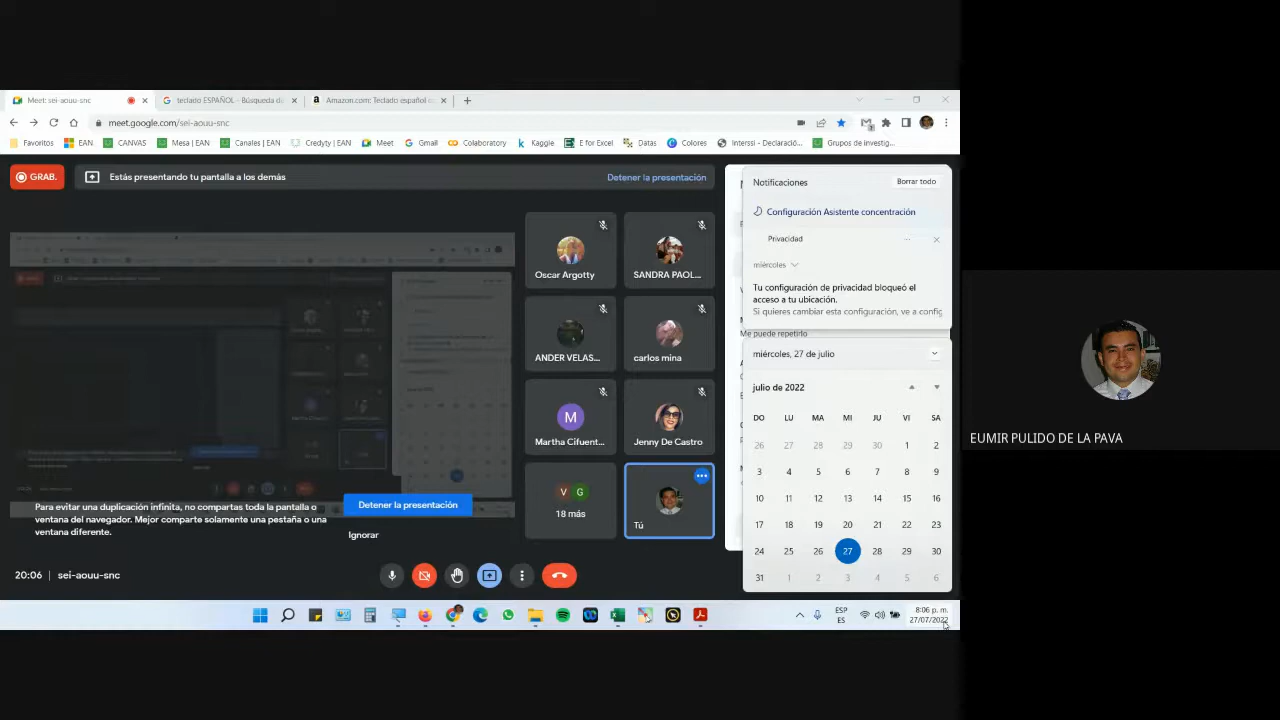 Meet: sei-aouu-snc
teclado ESPAÑOL - Búsqueda d
Amazon.com: Teclado español e
meet.google.com/sei-aouu-snc
Favoritos
EAN
CANVAS
Mesa | EAN
Canales | EAN
Credyty | EAN
Meet
Gmail
Colaboratory
Kaggle
E for Excel
Datas
Colores
Interssi - Declaració...
Grupos de investig...
GRAB.
Estás presentando tu pantalla a los demás
Detener la presentación
Oscar Argotty
SANDRA PAOL...
ANDER VELAS...
carlos mina
M
Martha Cifuent...
Jenny De Castro
V G
18 más
Tú
Para evitar una duplicación infinita, no compartas toda la pantalla o
ventana del navegador. Mejor comparte solamente una pestaña o una
ventana diferente.
Detener la presentación
Ignorar
20:06 | sei-aouu-snc
Notificaciones
Borrar todo
Configuración Asistente concentración
Privacidad
miércoles
Tu configuración de privacidad bloqueó el
acceso a tu ubicación.
Si quieres cambiar esta configuración, ve a config
Me puede repetirlo
miércoles, 27 de julio
julio de 2022
DO LU MA MI JU VI SA
26 27 28 29 30 1 2
3 4 5 6 7 8 9
10 11 12 13 14 15 16
17 18 19 20 21 22 23
24 25 26 27 28 29 30
31 1 2 3 4 5 6
ESP
ES
8:06 p. m.
27/07/2022
EUMIR PULIDO DE LA PAVA